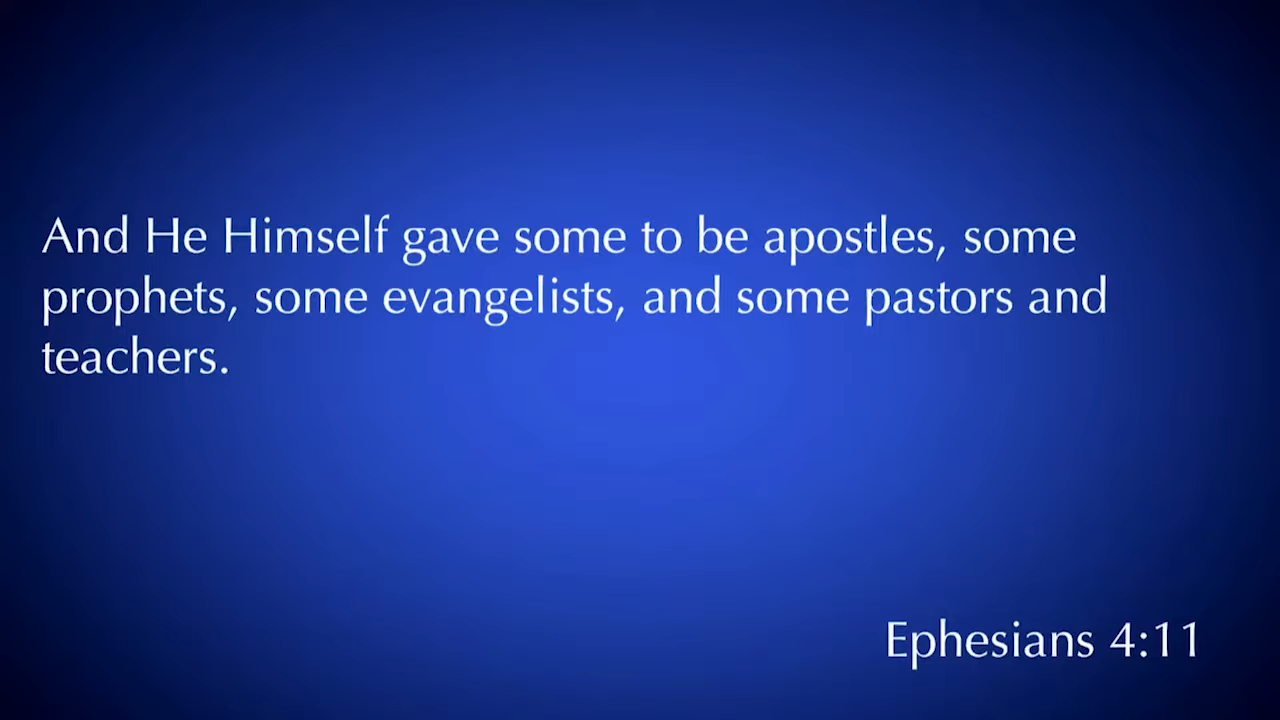 And He Himself gave some to be apostles, some
prophets, some evangelists, and some pastors and
teachers.
Ephesians 4:11